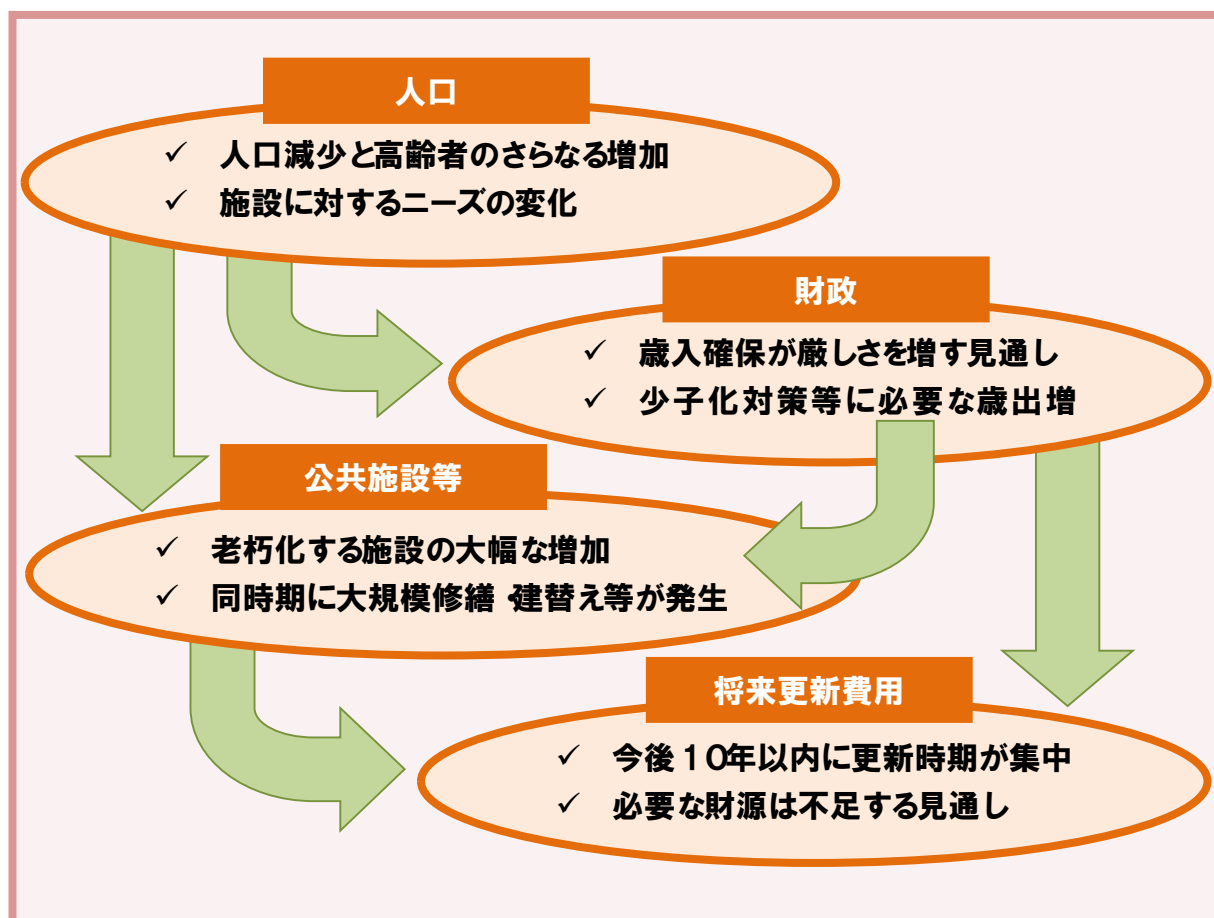 人口
✓ 人口減少と高齢者のさらなる増加
✓ 施設に対するニーズの変化
財政
✓ 歳入確保が厳しさを増す見通し
✓ 少子化対策等に必要な歳出増
公共施設等
✓ 老朽化する施設の大幅な増加
✓ 同時期に大規模修繕・建替え等が発生
将来更新費用
✓ 今後10年以内に更新時期が集中
✓ 必要な財源は不足する見通し